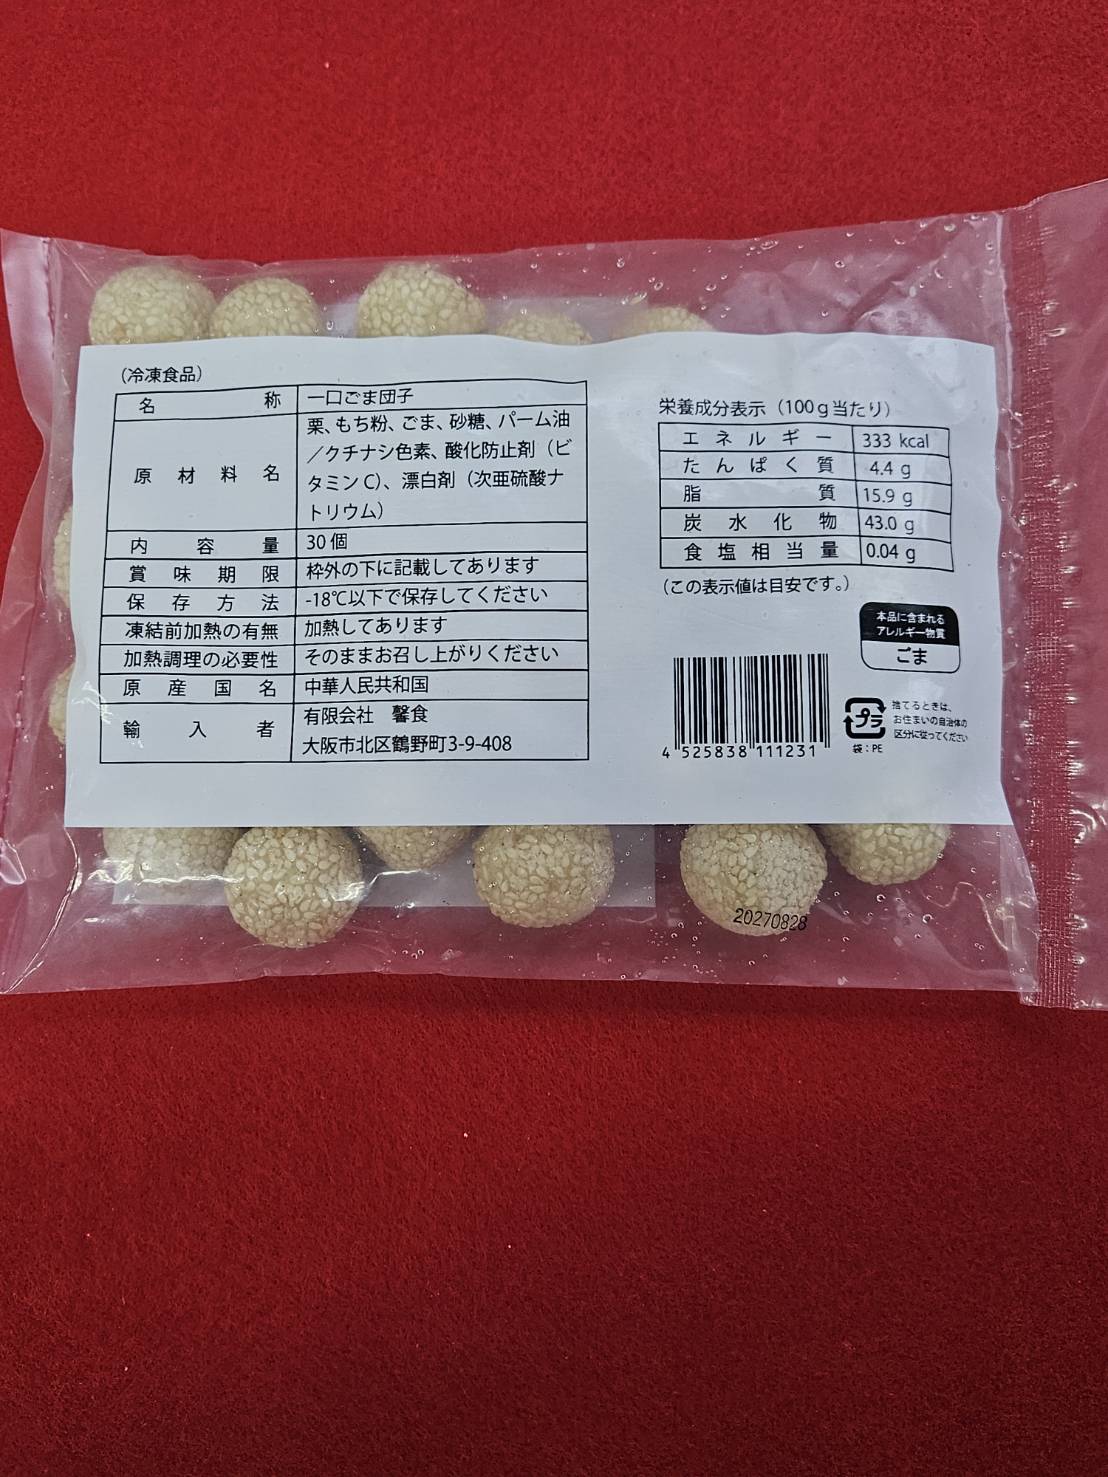 (冷凍食品)
名称 一口ごま団子
原材料名 栗、もち粉、ごま、砂糖、パーム油
／クチナシ色素、酸化防止剤（ビ
タミンC）、漂白剤（次亜硫酸ナ
トリウム）
内容量 30個
賞味期限 枠外の下に記載してあります
保存方法 -18℃以下で保存してください
凍結前加熱の有無 加熱してあります
加熱調理の必要性 そのままお召し上がりください
原産国名 中華人民共和国
輸入者 有限会社 馨食
大阪市北区鶴野町3-9-408
栄養成分表示（100g当たり）
エネルギー 333 kcal
たんぱく質 4.4 g
脂質 15.9 g
炭水化物 43.0 g
食塩相当量 0.04 g
(この表示値は目安です。)
本品に含まれる
アレルギー物質
ごま
4 525838 111231
プラ
袋：PE
捨てるときは、
お住まいの自治体の
区分に従ってください
20270828